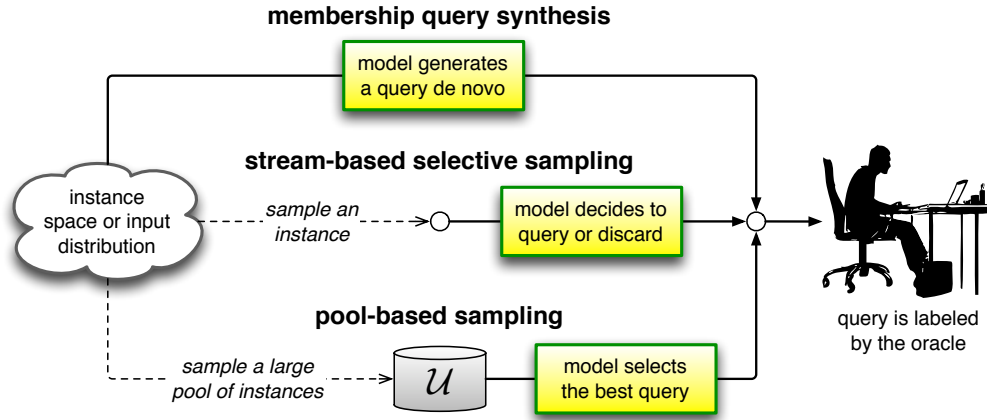 membership query synthesis
model generates
a query de novo
stream-based selective sampling
instance
space or input
distribution
sample an
instance
model decides to
query or discard
pool-based sampling
sample a large
pool of instances
U
model selects
the best query
query is labeled
by the oracle